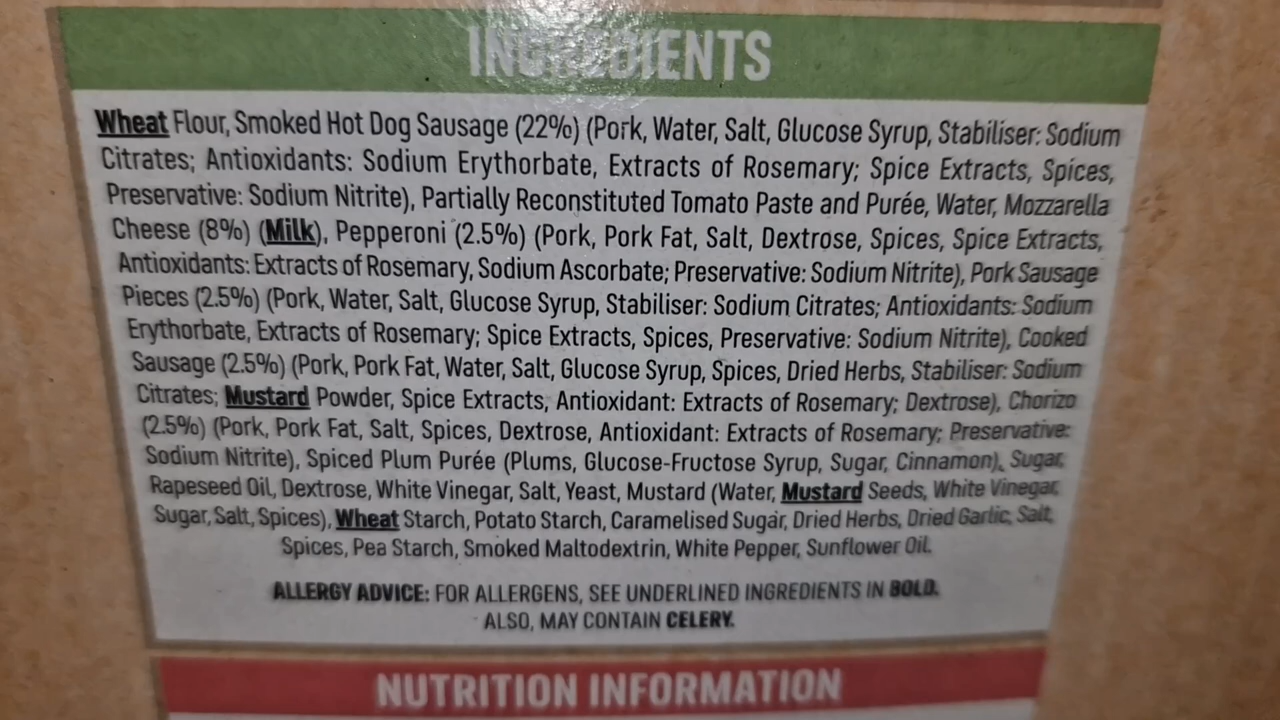 INGREDIENTS
Wheat Flour, Smoked Hot Dog Sausage (22%) (Pork, Water, Salt, Glucose Syrup, Stabiliser: Sodium
Citrates; Antioxidants: Sodium Erythorbate, Extracts of Rosemary; Spice Extracts, Spices,
Preservative: Sodium Nitrite), Partially Reconstituted Tomato Paste and Purée, Water, Mozzarella
Cheese (8%) (Milk), Pepperoni (2.5%) (Pork, Pork Fat, Salt, Dextrose, Spices, Spice Extracts,
Antioxidants: Extracts of Rosemary, Sodium Ascorbate; Preservative: Sodium Nitrite), Pork Sausage
Pieces (2.5%) (Pork, Water, Salt, Glucose Syrup, Stabiliser: Sodium Citrates; Antioxidants: Sodium
Erythorbate, Extracts of Rosemary; Spice Extracts, Spices, Preservative: Sodium Nitrite), Cooked
Sausage (2.5%) (Pork, Pork Fat, Water, Salt, Glucose Syrup, Spices, Dried Herbs, Stabiliser: Sodium
Citrates; Mustard Powder, Spice Extracts, Antioxidant: Extracts of Rosemary; Dextrose), Chorizo
(2.5%) (Pork, Pork Fat, Salt, Spices, Dextrose, Antioxidant: Extracts of Rosemary; Preservative:
Sodium Nitrite), Spiced Plum Purée (Plums, Glucose-Fructose Syrup, Sugar, Cinnamon), Sugar,
Rapeseed Oil, Dextrose, White Vinegar, Salt, Yeast, Mustard (Water, Mustard Seeds, White Vinegar,
Sugar, Salt, Spices), Wheat Starch, Potato Starch, Caramelised Sugar, Dried Herbs, Dried Garlic, Salt,
Spices, Pea Starch, Smoked Maltodextrin, White Pepper, Sunflower Oil.
ALLERGY ADVICE: FOR ALLERGENS, SEE UNDERLINED INGREDIENTS IN BOLD.
ALSO, MAY CONTAIN CELERY.
NUTRITION INFORMATION